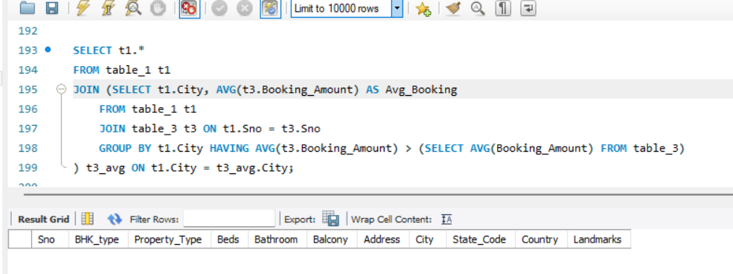 Limit to 10000 rows
192
193 SELECT t1.*
194 FROM table_1 t1
195 JOIN (SELECT t1.City, AVG(t3.Booking_Amount) AS Avg_Booking
196 FROM table_1 t1
197 JOIN table_3 t3 ON t1.Sno = t3.Sno
198 GROUP BY t1.City HAVING AVG(t3.Booking_Amount) > (SELECT AVG(Booking_Amount) FROM table_3)
199 ) t3_avg ON t1.City = t3_avg.City;
Result Grid Filter Rows: Export: Wrap Cell Content:
Sno BHK_type Property_Type Beds Bathroom Balcony Address City State_Code Country Landmarks